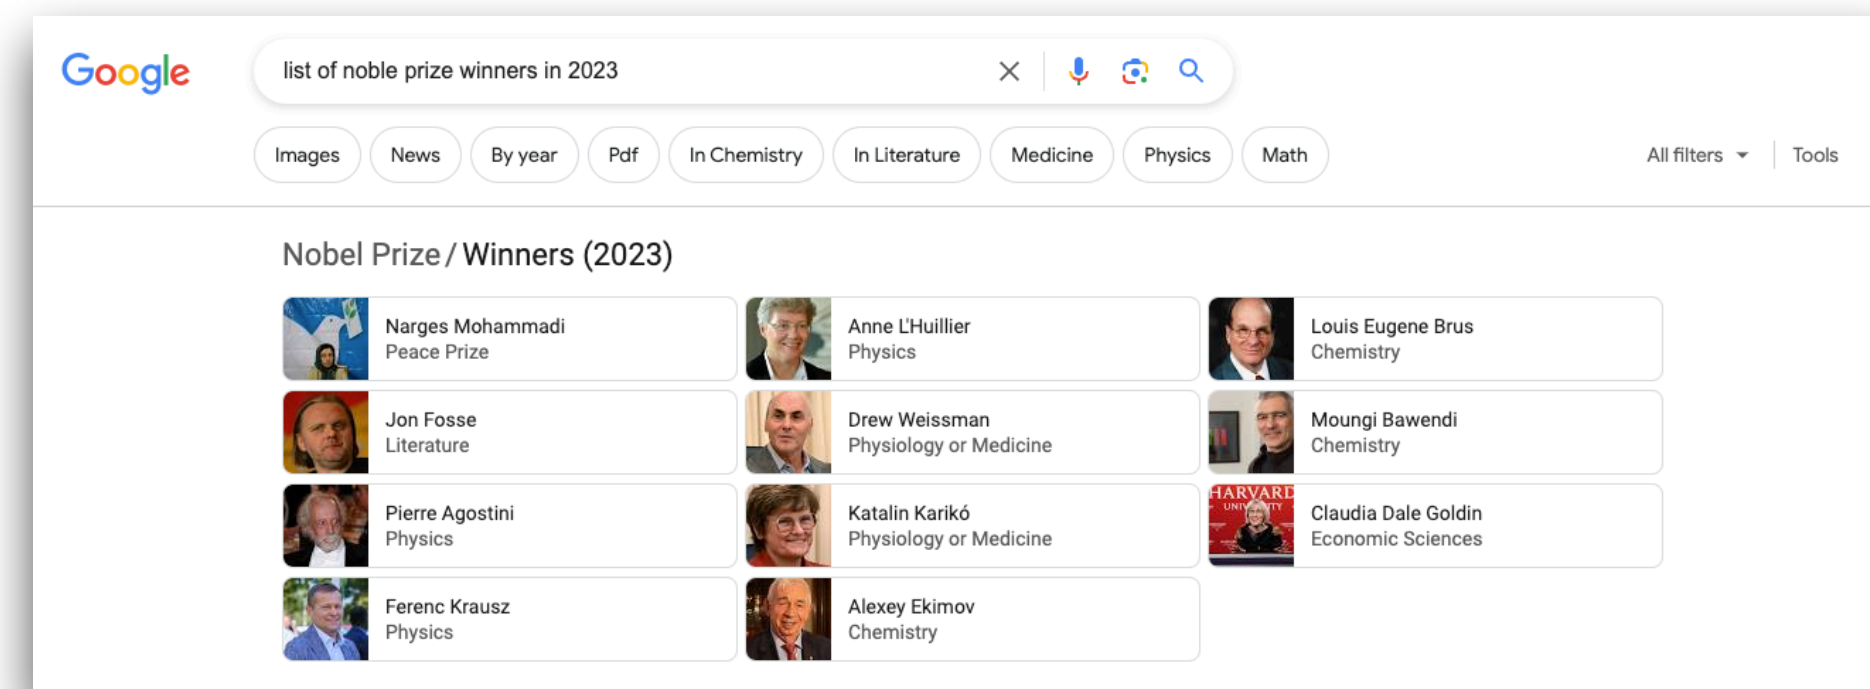 Google
list of noble prize winners in 2023
Images News By year Pdf In Chemistry In Literature Medicine Physics Math All filters Tools
Nobel Prize / Winners (2023)
Narges Mohammadi
Peace Prize
Anne L'Huillier
Physics
Louis Eugene Brus
Chemistry
Jon Fosse
Literature
Drew Weissman
Physiology or Medicine
Moungi Bawendi
Chemistry
Pierre Agostini
Physics
Katalin Karikó
Physiology or Medicine
HARVARD
UNIVERSITY
Claudia Dale Goldin
Economic Sciences
Ferenc Krausz
Physics
Alexey Ekimov
Chemistry